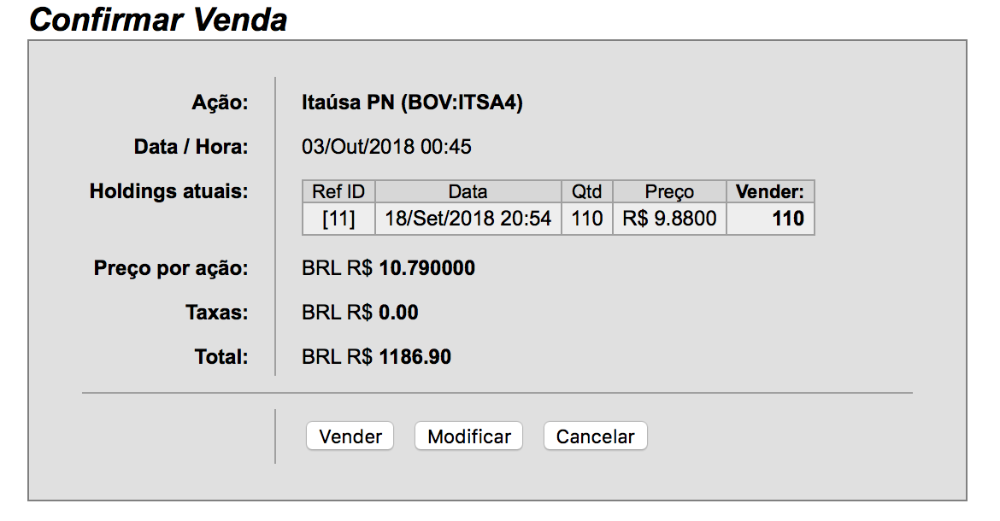 Confirmar Venda
Ação: Itaúsa PN (BOV:ITSA4)
Data / Hora: 03/Out/2018 00:45
Holdings atuais: Ref ID Data Qtd Preço Vender:
[11] 18/Set/2018 20:54 110 R$ 9.8800 110
Preço por ação: BRL R$ 10.790000
Taxas: BRL R$ 0.00
Total: BRL R$ 1186.90
Vender Modificar Cancelar